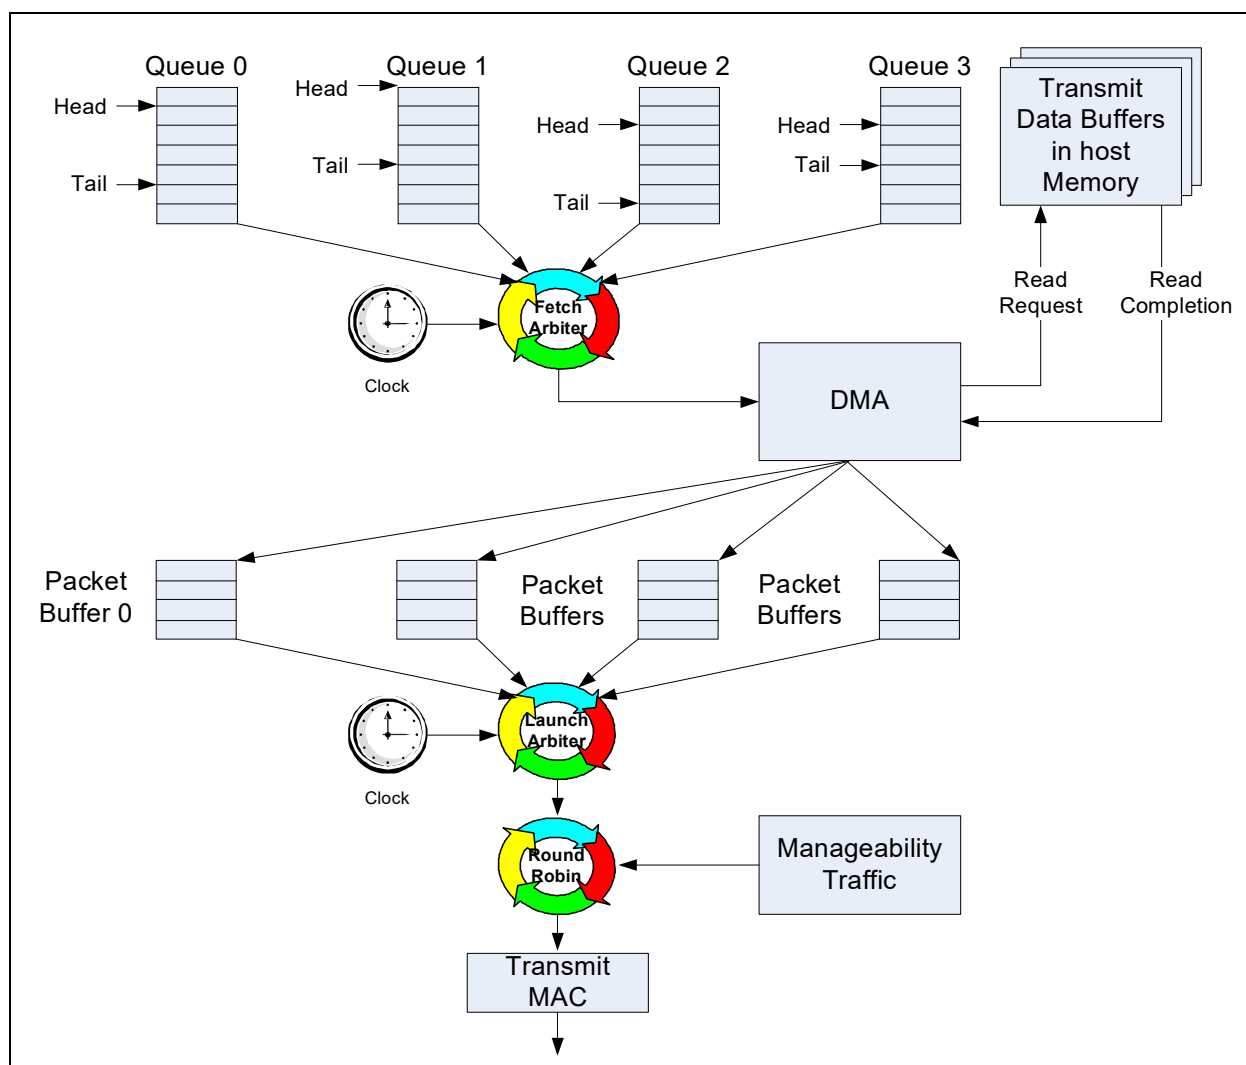 Queue 0
Queue 1
Queue 2
Queue 3
Head
Tail
Head
Tail
Head
Tail
Head
Tail
Transmit
Data Buffers
in host
Memory
Fetch
Arbiter
Clock
Read
Request
Read
Completion
DMA
Packet
Buffer 0
Packet
Buffers
Packet
Buffers
Launch
Arbiter
Clock
Round
Robin
Manageability
Traffic
Transmit
MAC